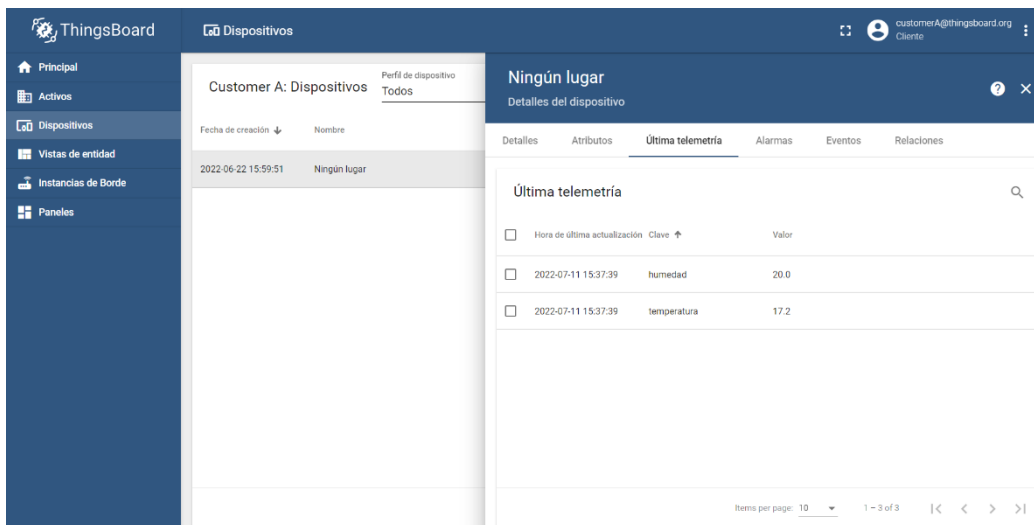 ThingsBoard
Dispositivos
customerA@thingsboard.org
Cliente
Principal
Activos
Dispositivos
Vistas de entidad
Instancias de Borde
Paneles
Customer A: Dispositivos
Perfil de dispositivo
Todos
Fecha de creación Nombre
2022-06-22 15:59:51 Ningún lugar
Ningún lugar
Detalles del dispositivo
Detalles Atributos Última telemetría Alarmas Eventos Relaciones
Última telemetría
Hora de última actualización Clave Valor
2022-07-11 15:37:39 humedad 20.0
2022-07-11 15:37:39 temperatura 17.2
Items per page: 10 1 – 3 of 3